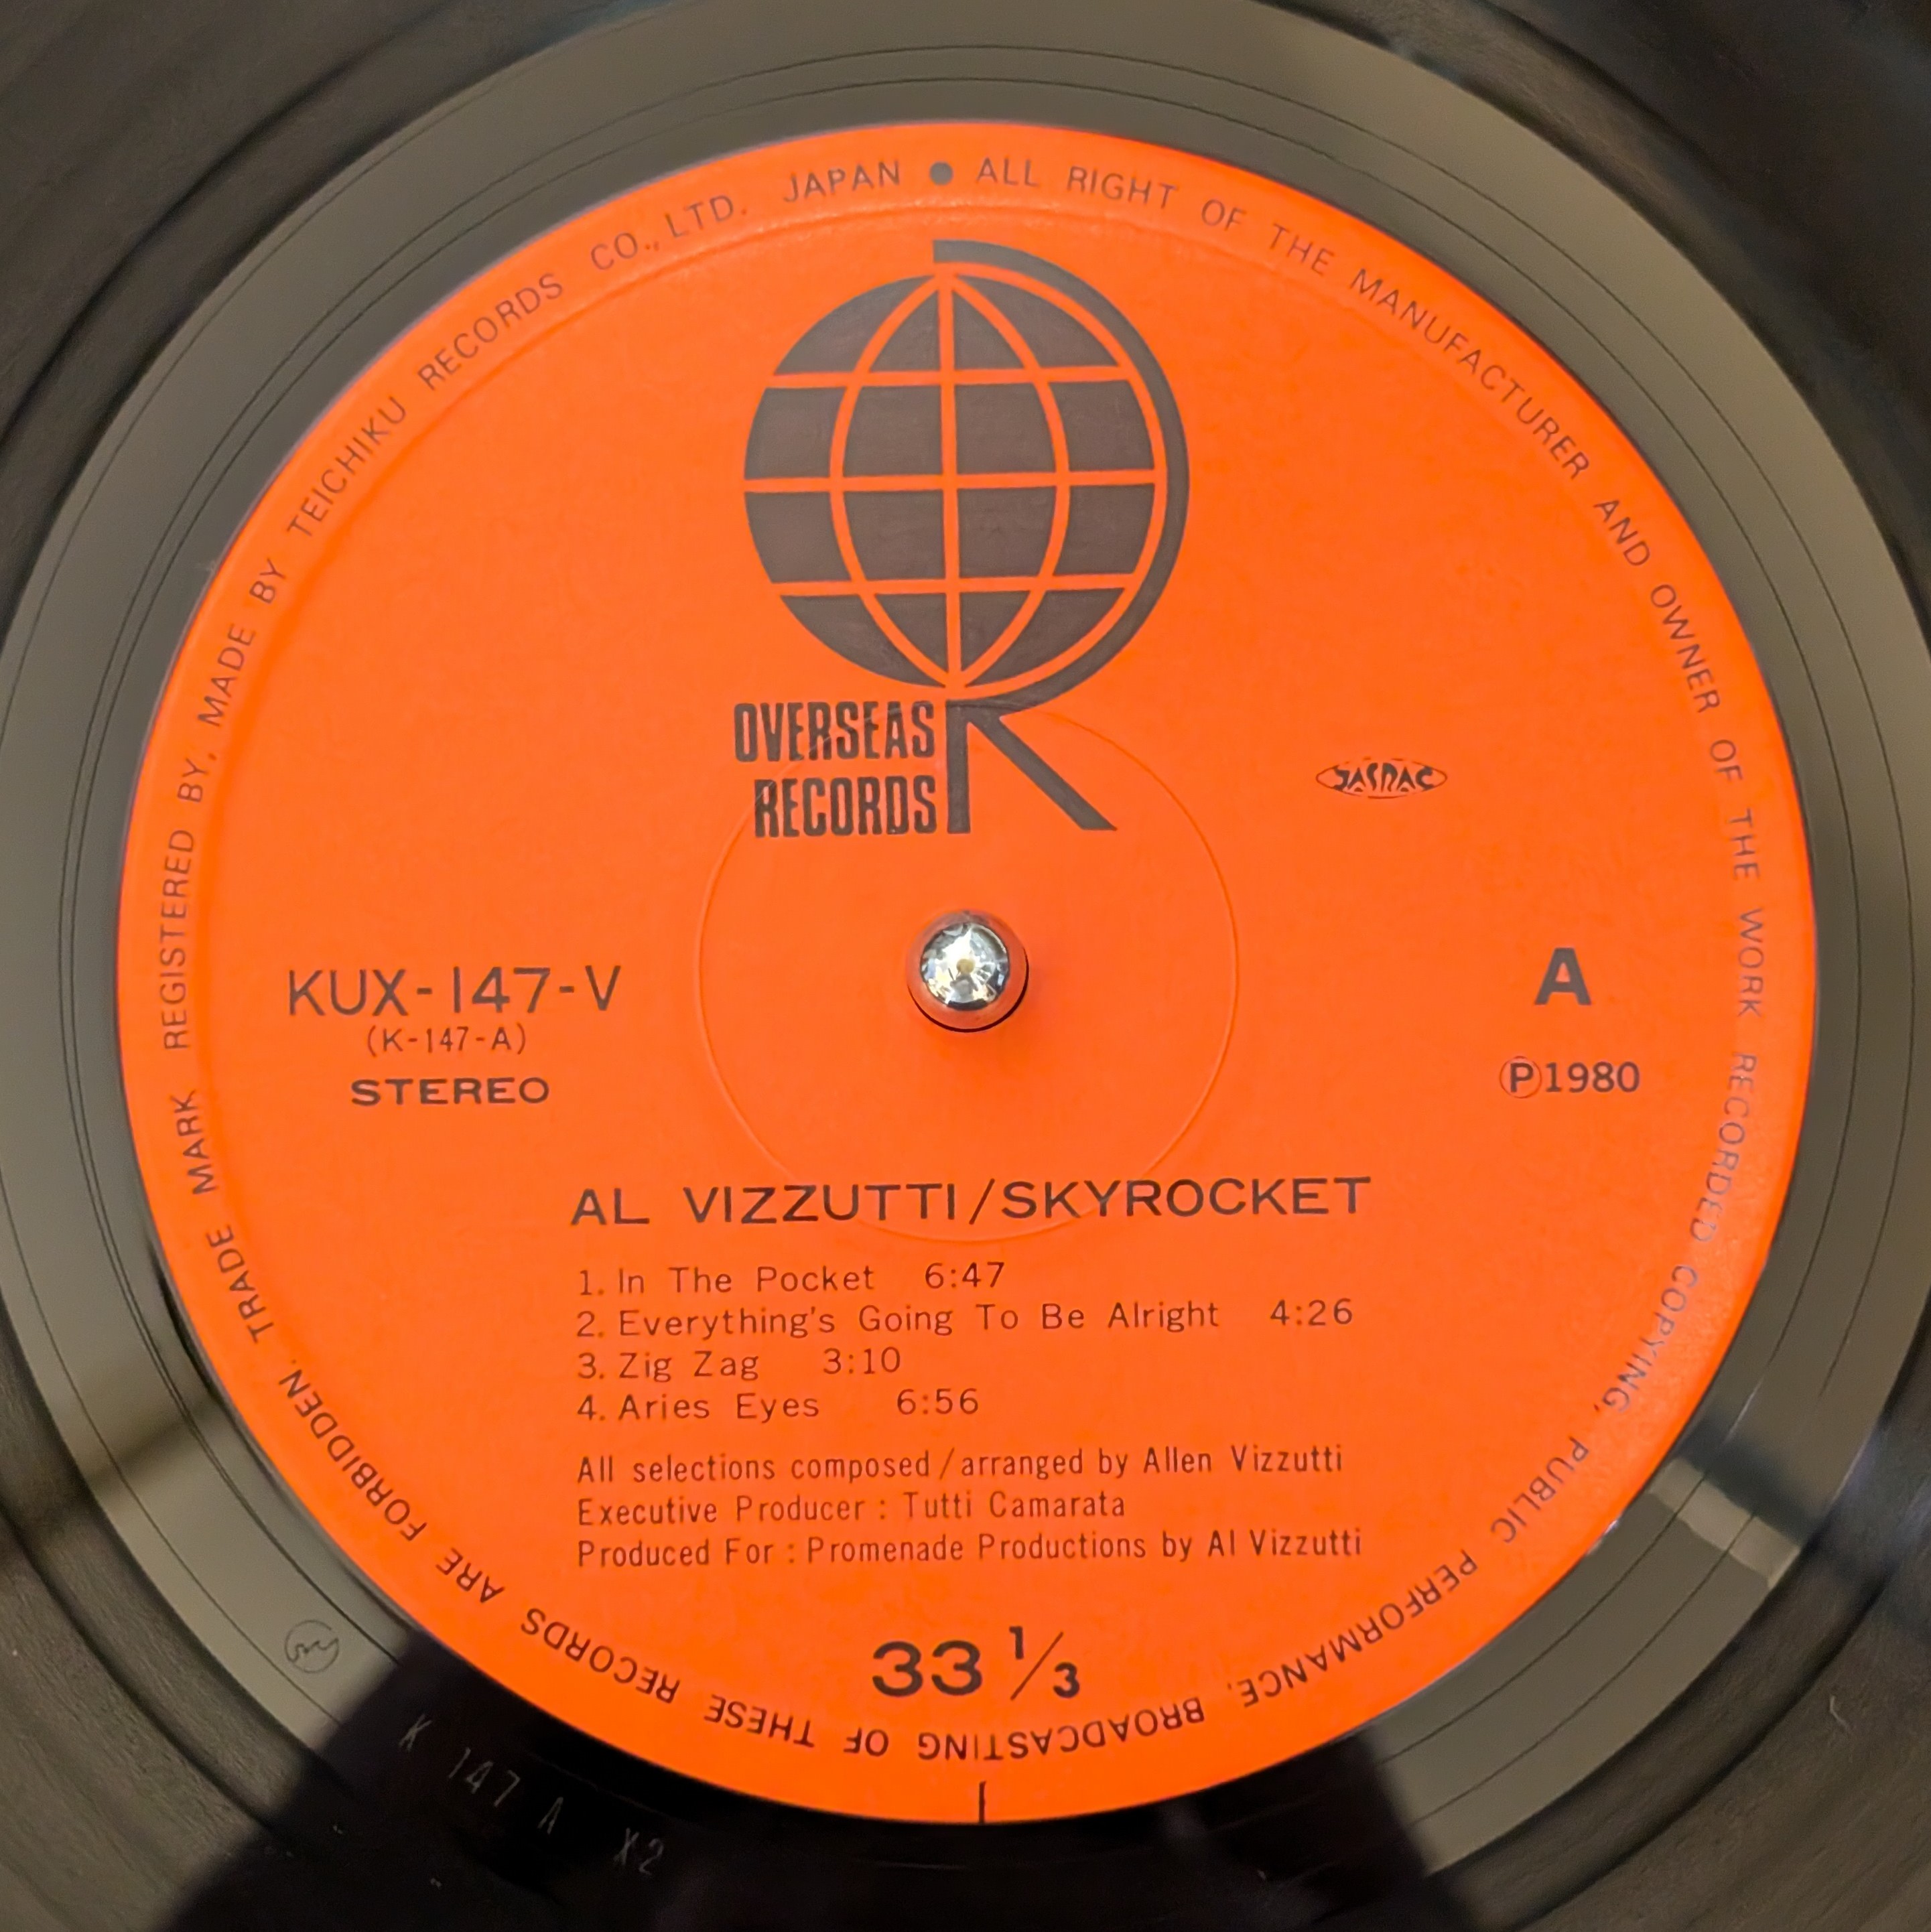 TRADE MARK REGISTERED BY, MADE BY TEICHIKU RECORDS CO., LTD. JAPAN ● ALL RIGHT OF THE MANUFACTURER AND OWNER OF THE WORK RECORDED COPYING, PUBLIC PERFORMANCE, BROADCASTING OF THESE RECORDS ARE FORBIDDEN.
OVERSEAS
RECORDS
JASRAC
KUX-147-V
(K-147-A)
STEREO
A
Ⓟ1980
AL VIZZUTTI/SKYROCKET
1. In The Pocket 6:47
2. Everything's Going To Be Alright 4:26
3. Zig Zag 3:10
4. Aries Eyes 6:56
All selections composed/arranged by Allen Vizzutti
Executive Producer : Tutti Camarata
Produced For : Promenade Productions by Al Vizzutti
33 1/3
K 147 A X2